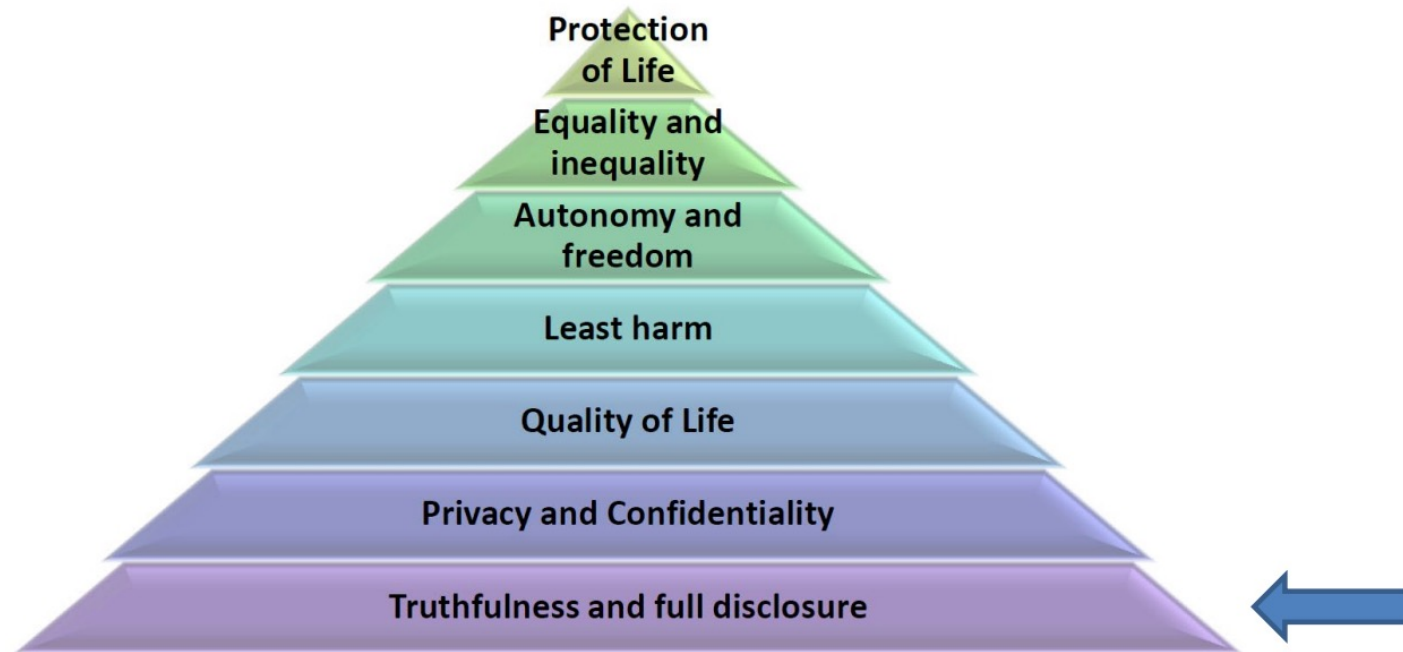 Protection
of Life
Equality and
inequality
Autonomy and
freedom
Least harm
Quality of Life
Privacy and Confidentiality
Truthfulness and full disclosure